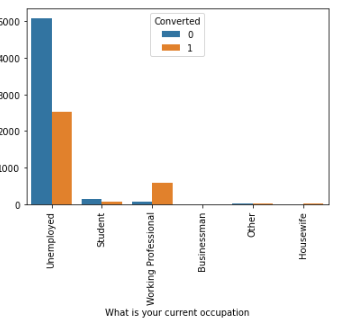 Converted
0
1
5000
4000
3000
2000
1000
0
Unemployed
Student
Working Professional
Businessman
Other
Housewife
What is your current occupation